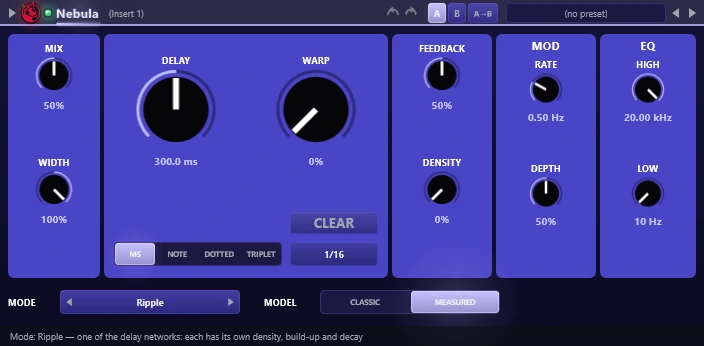 Nebula (Insert 1) A B A→B (no preset)
MIX
50%
WIDTH
100%
DELAY
300.0 ms
WARP
0%
CLEAR
MS NOTE DOTTED TRIPLET 1/16
FEEDBACK
50%
DENSITY
0%
MOD
RATE
0.50 Hz
DEPTH
50%
EQ
HIGH
20.00 kHz
LOW
10 Hz
MODE Ripple MODEL CLASSIC MEASURED
Mode: Ripple — one of the delay networks: each has its own density, build-up and decay